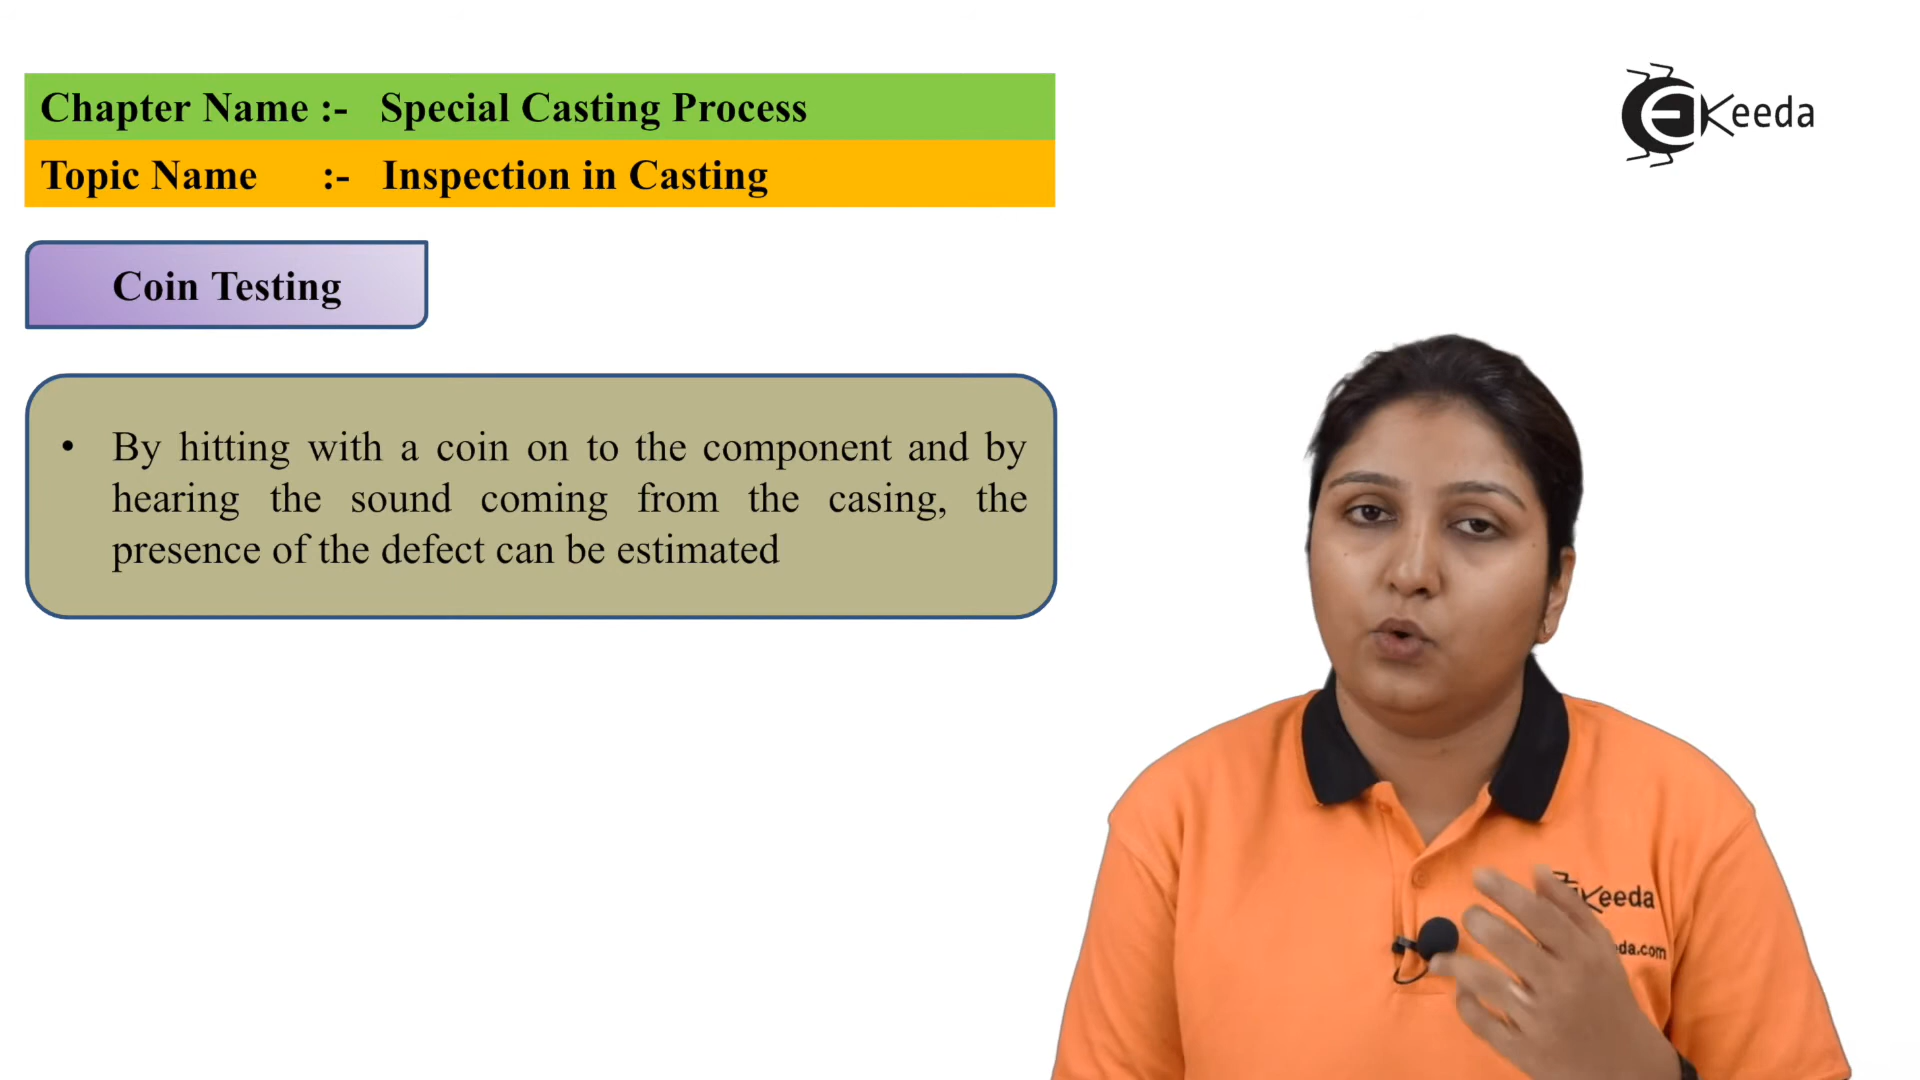 Chapter Name :- Special Casting Process
Topic Name :- Inspection in Casting
Keeda
Coin Testing
• By hitting with a coin on to the component and by
hearing the sound coming from the casing, the
presence of the defect can be estimated
Keeda
da.com